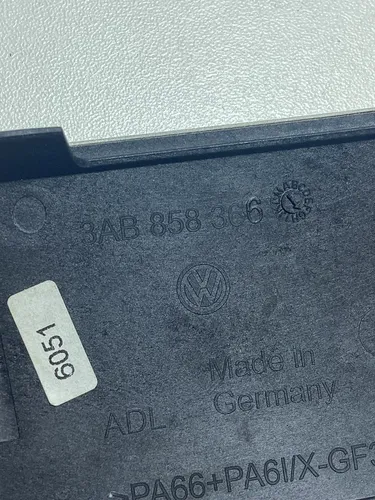 3AB 858 366
6051
Made in
Germany
ADL
>PA66+PA6I/X-GF3